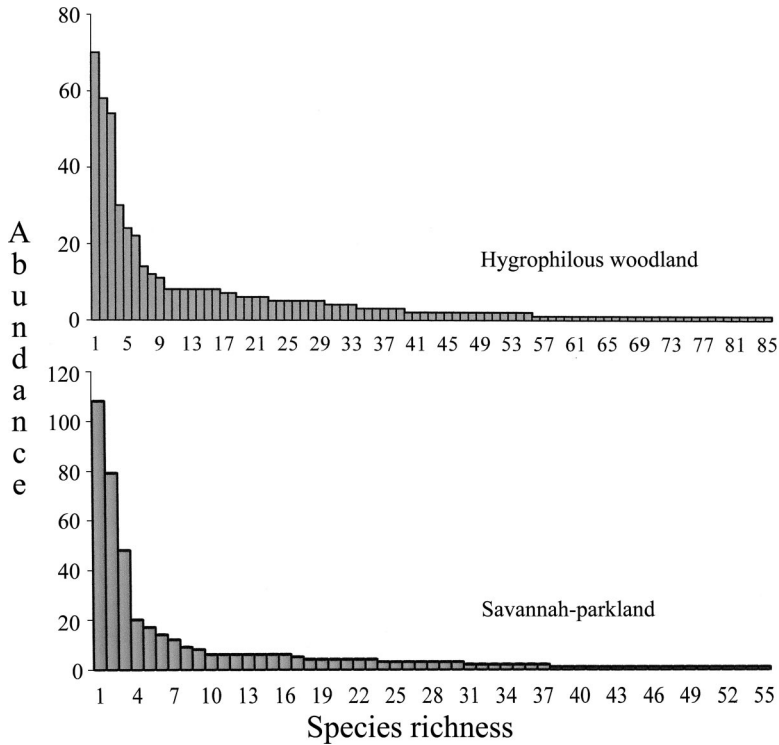 80
60
40
20
0
Hygrophilous woodland
1 5 9 13 17 21 25 29 33 37 41 45 49 53 57 61 65 69 73 77 81 85
Abundance
120
100
80
60
40
20
0
Savannah-parkland
1 4 7 10 13 16 19 22 25 28 31 34 37 40 43 46 49 52 55
Species richness